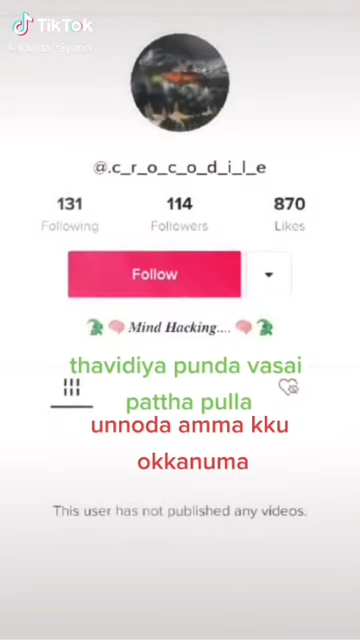 TikTok
@.c_r_o_c_o_d_i_l_e
131
114
870
Following
Followers
Likes
Follow
Mind Hacking....
thavidiya punda vasai
pattha pulla
unnoda amma kku
okkanuma
This user has not published any videos.